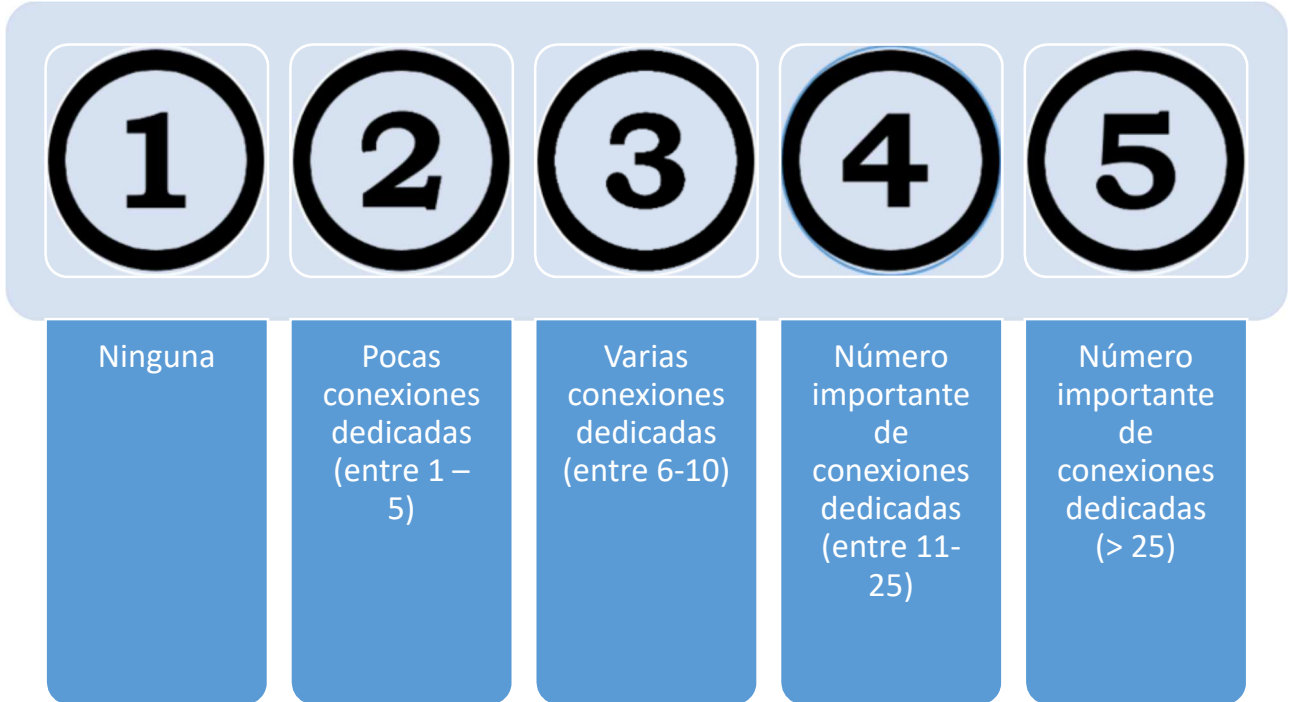 1
2
3
4
5
Ninguna
Pocas
conexiones
dedicadas
(entre 1 –
5)
Varias
conexiones
dedicadas
(entre 6-10)
Número
importante
de
conexiones
dedicadas
(entre 11-
25)
Número
importante
de
conexiones
dedicadas
(> 25)